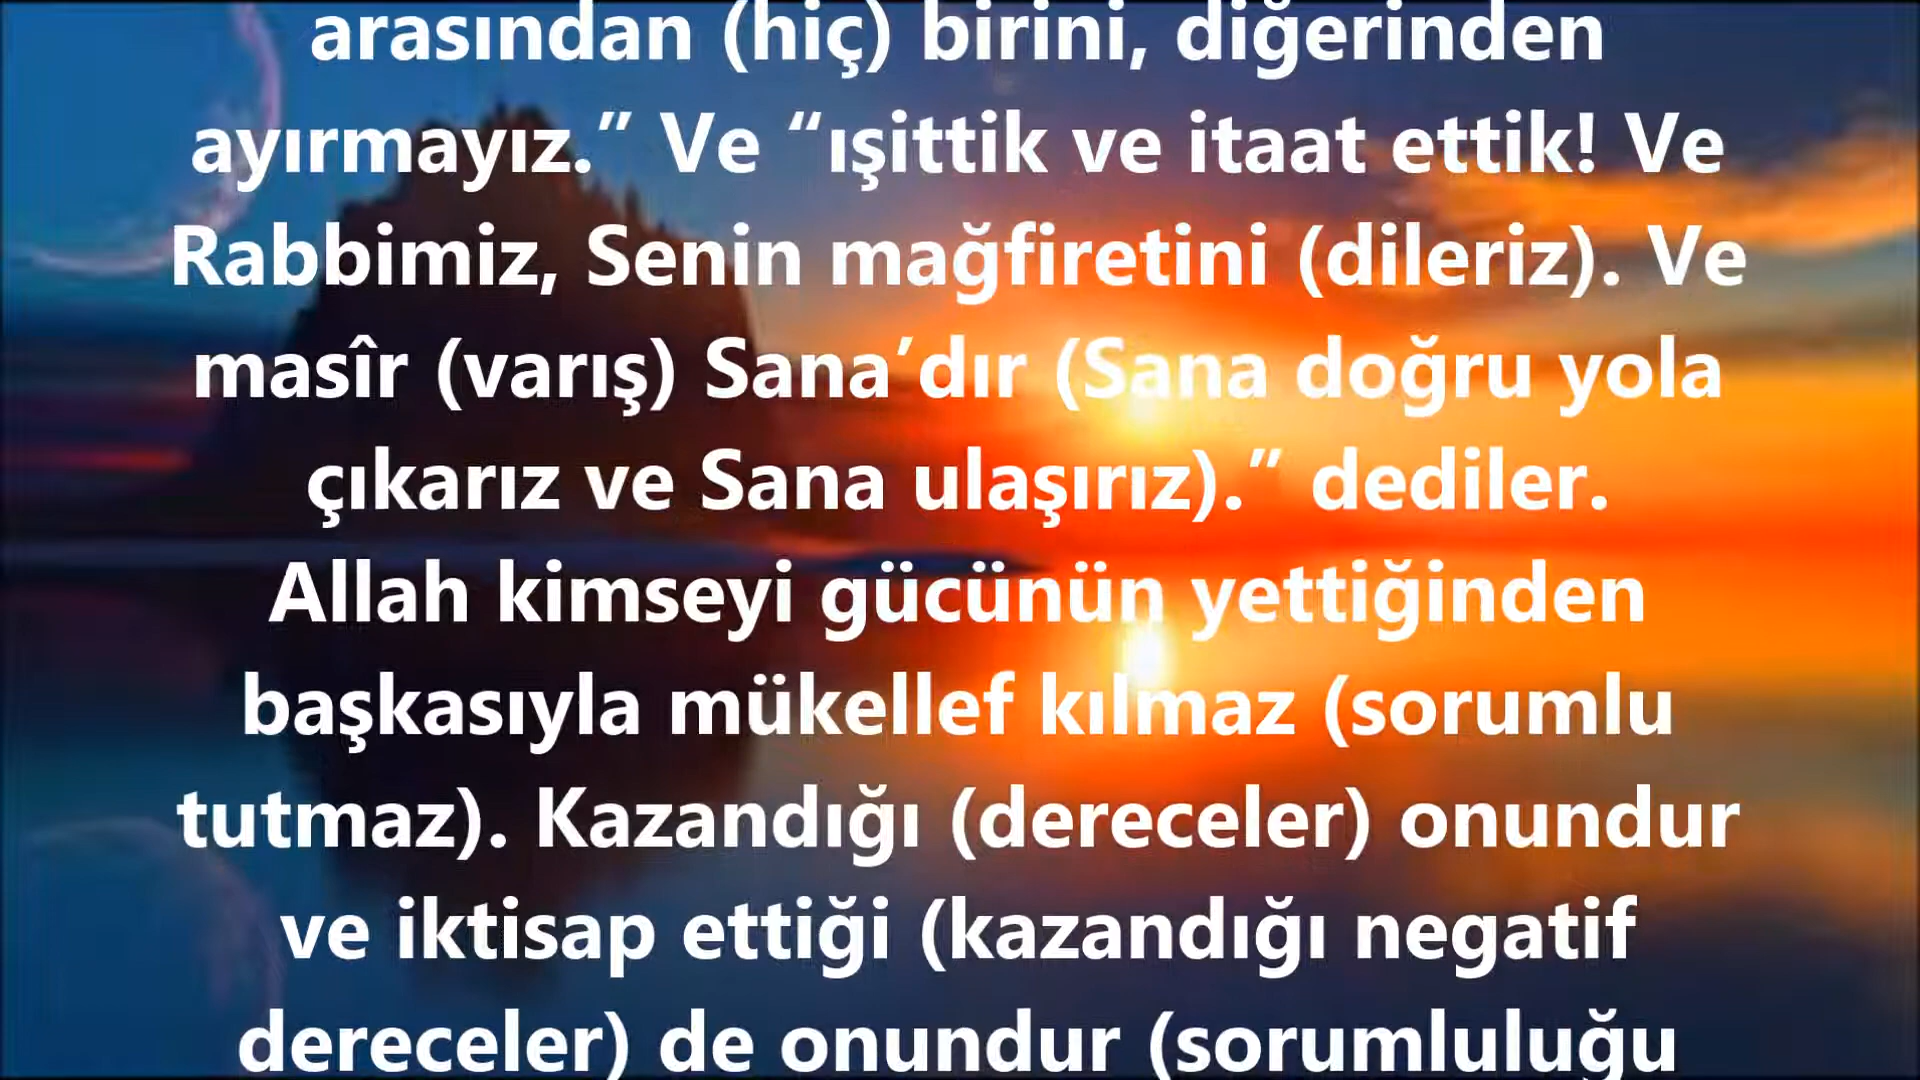 arasından (hiç) birini, diğerinden
ayırmayız.” Ve “ışittik ve itaat ettik! Ve
Rabbimiz, Senin mağfiretini (dileriz). Ve
masîr (varış) Sana’dır (Sana doğru yola
çıkarız ve Sana ulaşırız).” dediler.
Allah kimseyi gücünün yettiğinden
başkasıyla mükellef kılmaz (sorumlu
tutmaz). Kazandığı (dereceler) onundur
ve iktisap ettiği (kazandığı negatif
dereceler) de onundur (sorumluluğu